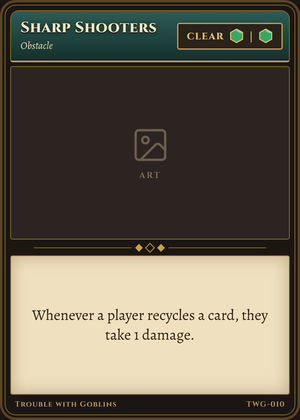 Sharp Shooters
Obstacle
CLEAR |
ART
Whenever a player recycles a card, they
take 1 damage.
Trouble with Goblins
TWG-010